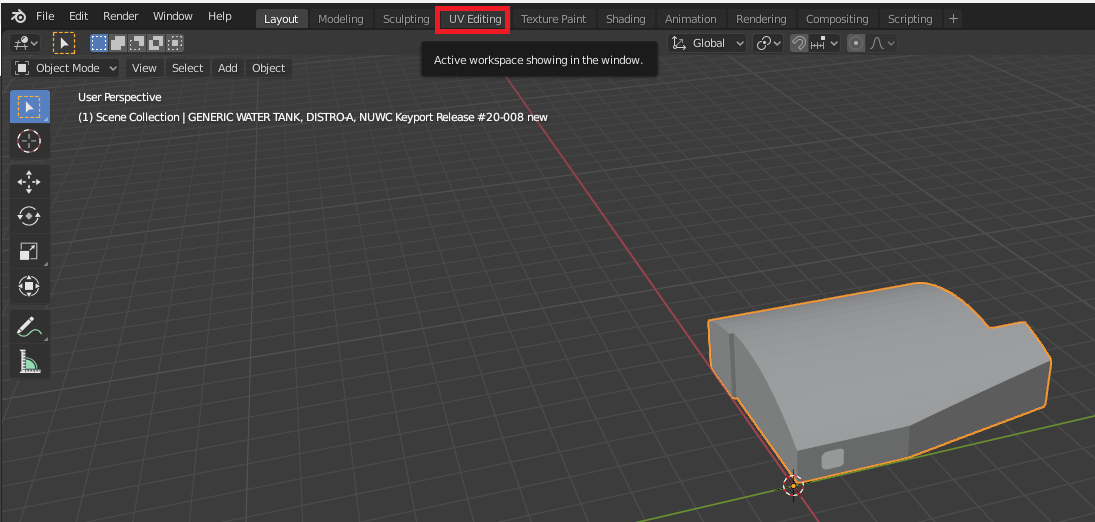 File Edit Render Window Help Layout Modeling Sculpting UV Editing Texture Paint Shading Animation Rendering Compositing Scripting +
Global
Active workspace showing in the window.
Object Mode View Select Add Object
User Perspective
(1) Scene Collection | GENERIC WATER TANK, DISTRO-A, NUWC Keyport Release #20-008 new